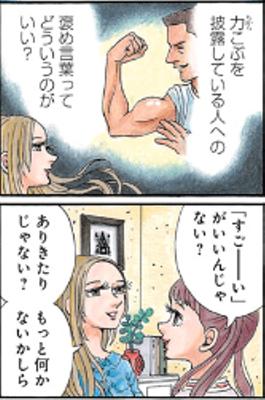 力こぶを
披露している人への
褒め言葉って
どういうのが
いい?
「すごーーい」
がいいんじゃ
ない?
ありきたり
じゃない?
もっと何か
ないかしら